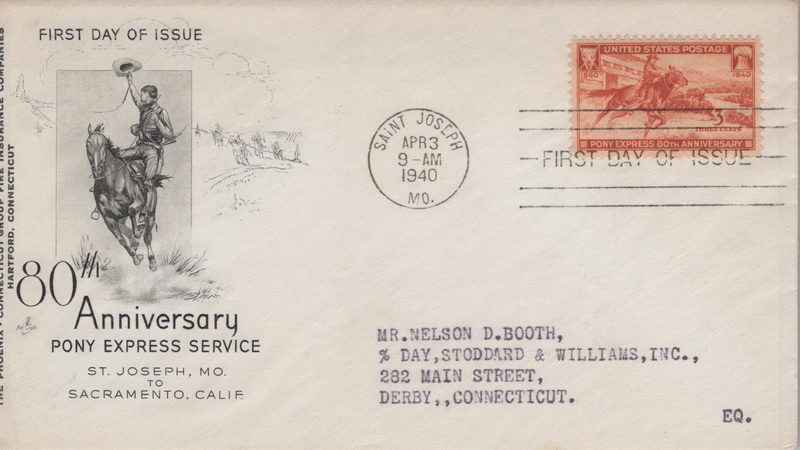 FIRST DAY OF ISSUE
THE PHOENIX • CONNECTICUT GROUP FIRE INSURANCE COMPANIES
HARTFORD, CONNECTICUT
80th
Anniversary
PONY EXPRESS SERVICE
ST. JOSEPH, MO.
TO
SACRAMENTO, CALIF.
SAINT JOSEPH
APR 3
9-AM
1940
MO.
UNITED STATES POSTAGE
1860 1940
3
THREE CENTS
PONY EXPRESS 80TH ANNIVERSARY
FIRST DAY OF ISSUE
MR.NELSON D.BOOTH,
% DAY,STODDARD & WILLIAMS,INC.,
282 MAIN STREET,
DERBY,,CONNECTICUT.
EQ.